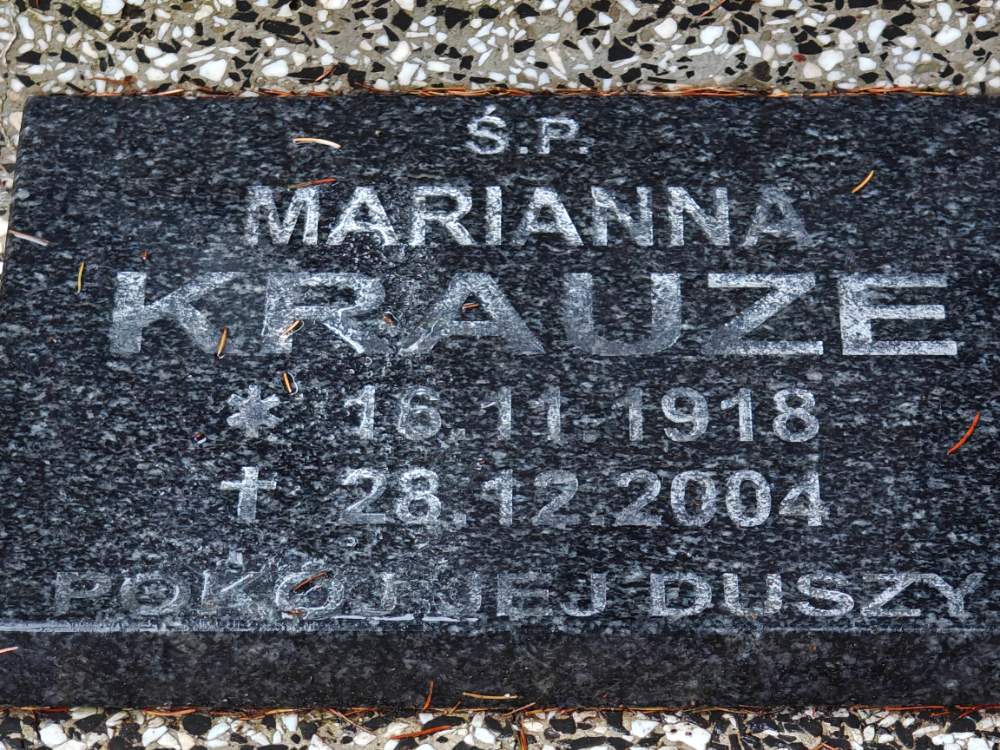 Ś.P.
MARIANNA
KRAUZE
* 16.11.1918
† 28.12.2004
POKÓJ JEJ DUSZY